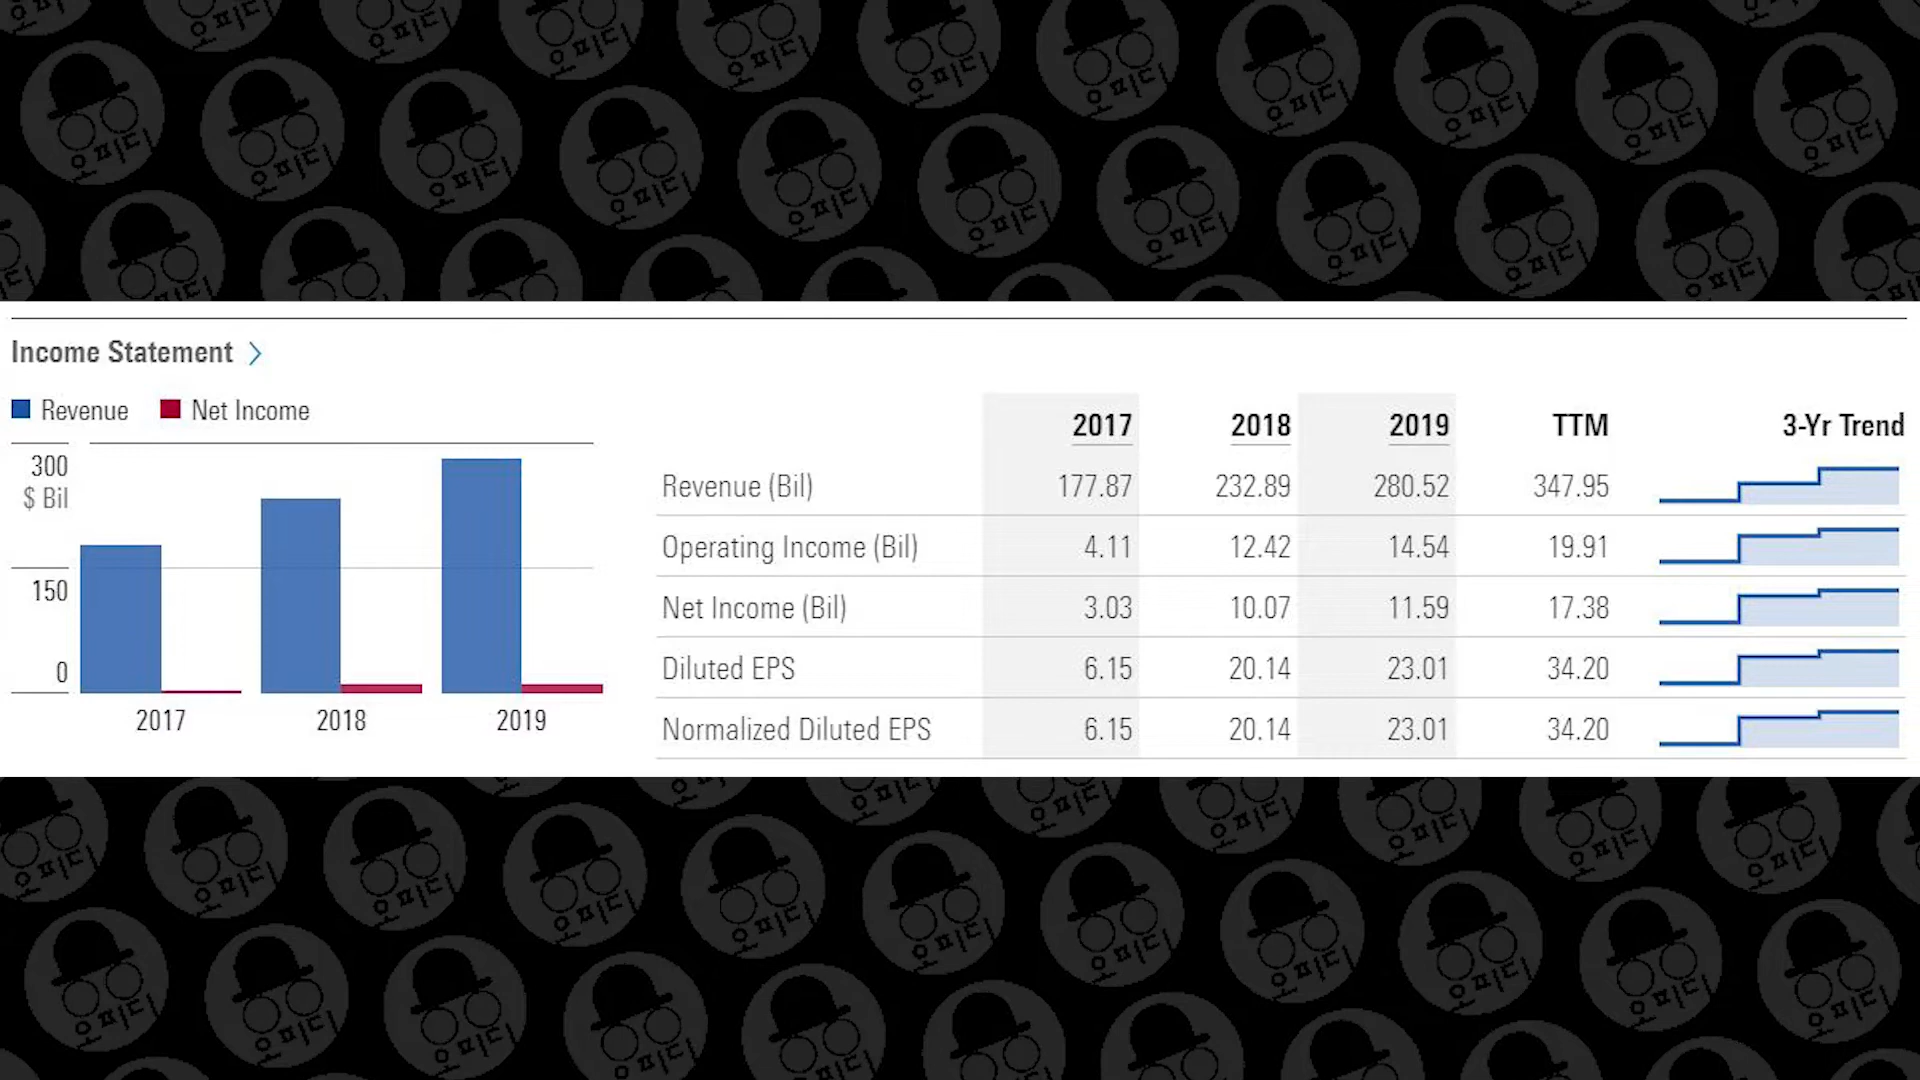 Income Statement
Revenue Net Income
300
$ Bil
150
0
2017 2018 2019
2017 2018 2019 TTM 3-Yr Trend
Revenue (Bil) 177.87 232.89 280.52 347.95
Operating Income (Bil) 4.11 12.42 14.54 19.91
Net Income (Bil) 3.03 10.07 11.59 17.38
Diluted EPS 6.15 20.14 23.01 34.20
Normalized Diluted EPS 6.15 20.14 23.01 34.20
오피디